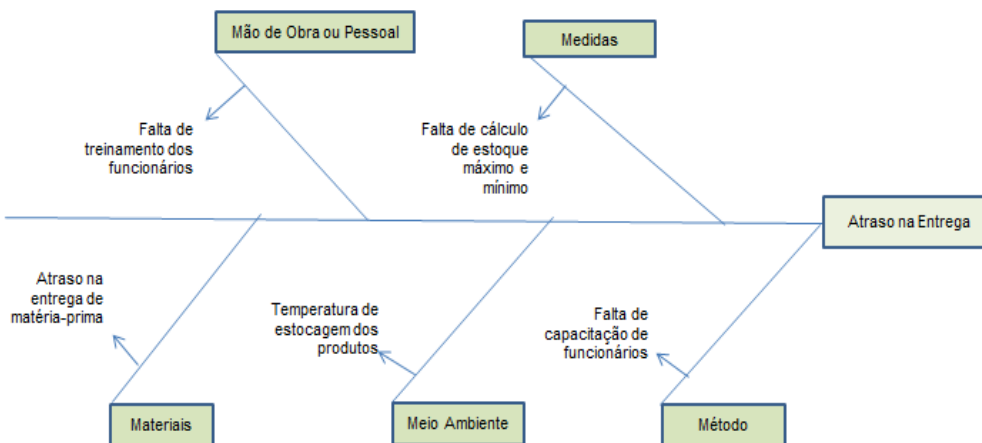 Mão de Obra ou Pessoal
Medidas
Falta de
treinamento dos
funcionários
Falta de cálculo
de estoque
máximo e
mínimo
Atraso na Entrega
Atraso na
entrega de
matéria-prima
Temperatura de
estocagem dos
produtos
Falta de
capacitação de
funcionários
Materiais
Meio Ambiente
Método